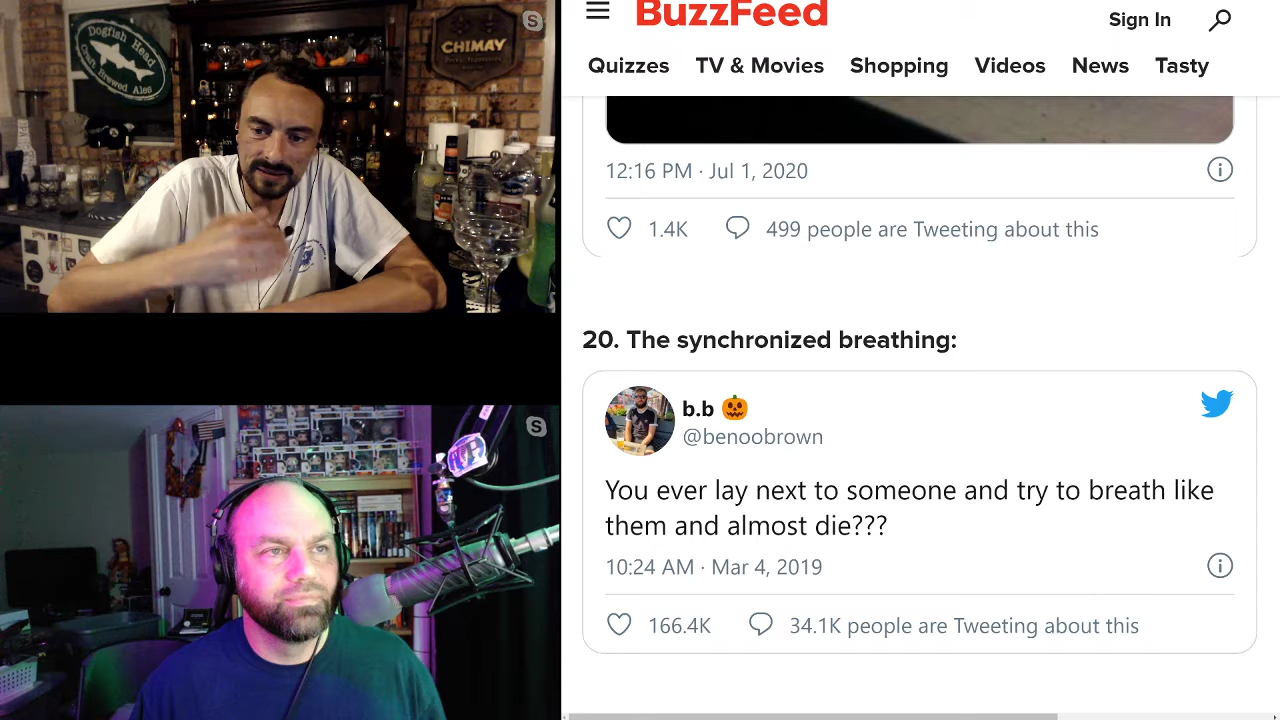 Dogfish Head
Craft Brewed Ales
CHIMAY
S
S
BuzzFeed
Sign In
Quizzes TV & Movies Shopping Videos News Tasty
12:16 PM · Jul 1, 2020
1.4K 499 people are Tweeting about this
20. The synchronized breathing:
b.b 🎃
@benoobrown
You ever lay next to someone and try to breath like
them and almost die???
10:24 AM · Mar 4, 2019
166.4K 34.1K people are Tweeting about this